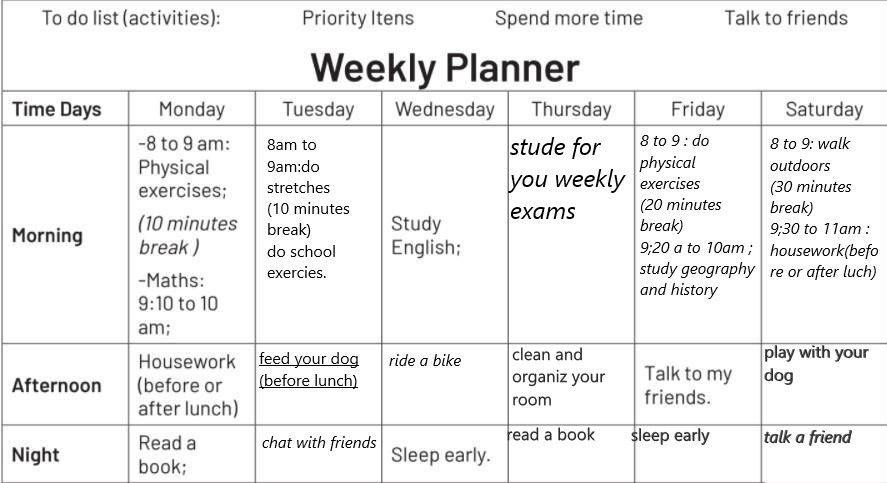 To do list (activities): Priority Itens Spend more time Talk to friends
Weekly Planner
Time Days Monday Tuesday Wednesday Thursday Friday Saturday
Morning
-8 to 9 am:
Physical
exercises;
(10 minutes
break )
-Maths:
9:10 to 10
am;
8am to
9am:do
stretches
(10 minutes
break)
do school
exercies.
Study
English;
stude for
you weekly
exams
8 to 9 : do
physical
exercises
(20 minutes
break)
9;20 a to 10am ;
study geography
and history
8 to 9: walk
outdoors
(30 minutes
break)
9;30 to 11am :
housework(befo
re or after luch)
Afternoon
Housework
(before or
after lunch)
feed your dog
(before lunch)
ride a bike
clean and
organiz your
room
Talk to my
friends.
play with your
dog
Night
Read a
book;
chat with friends
Sleep early.
read a book
sleep early
talk a friend